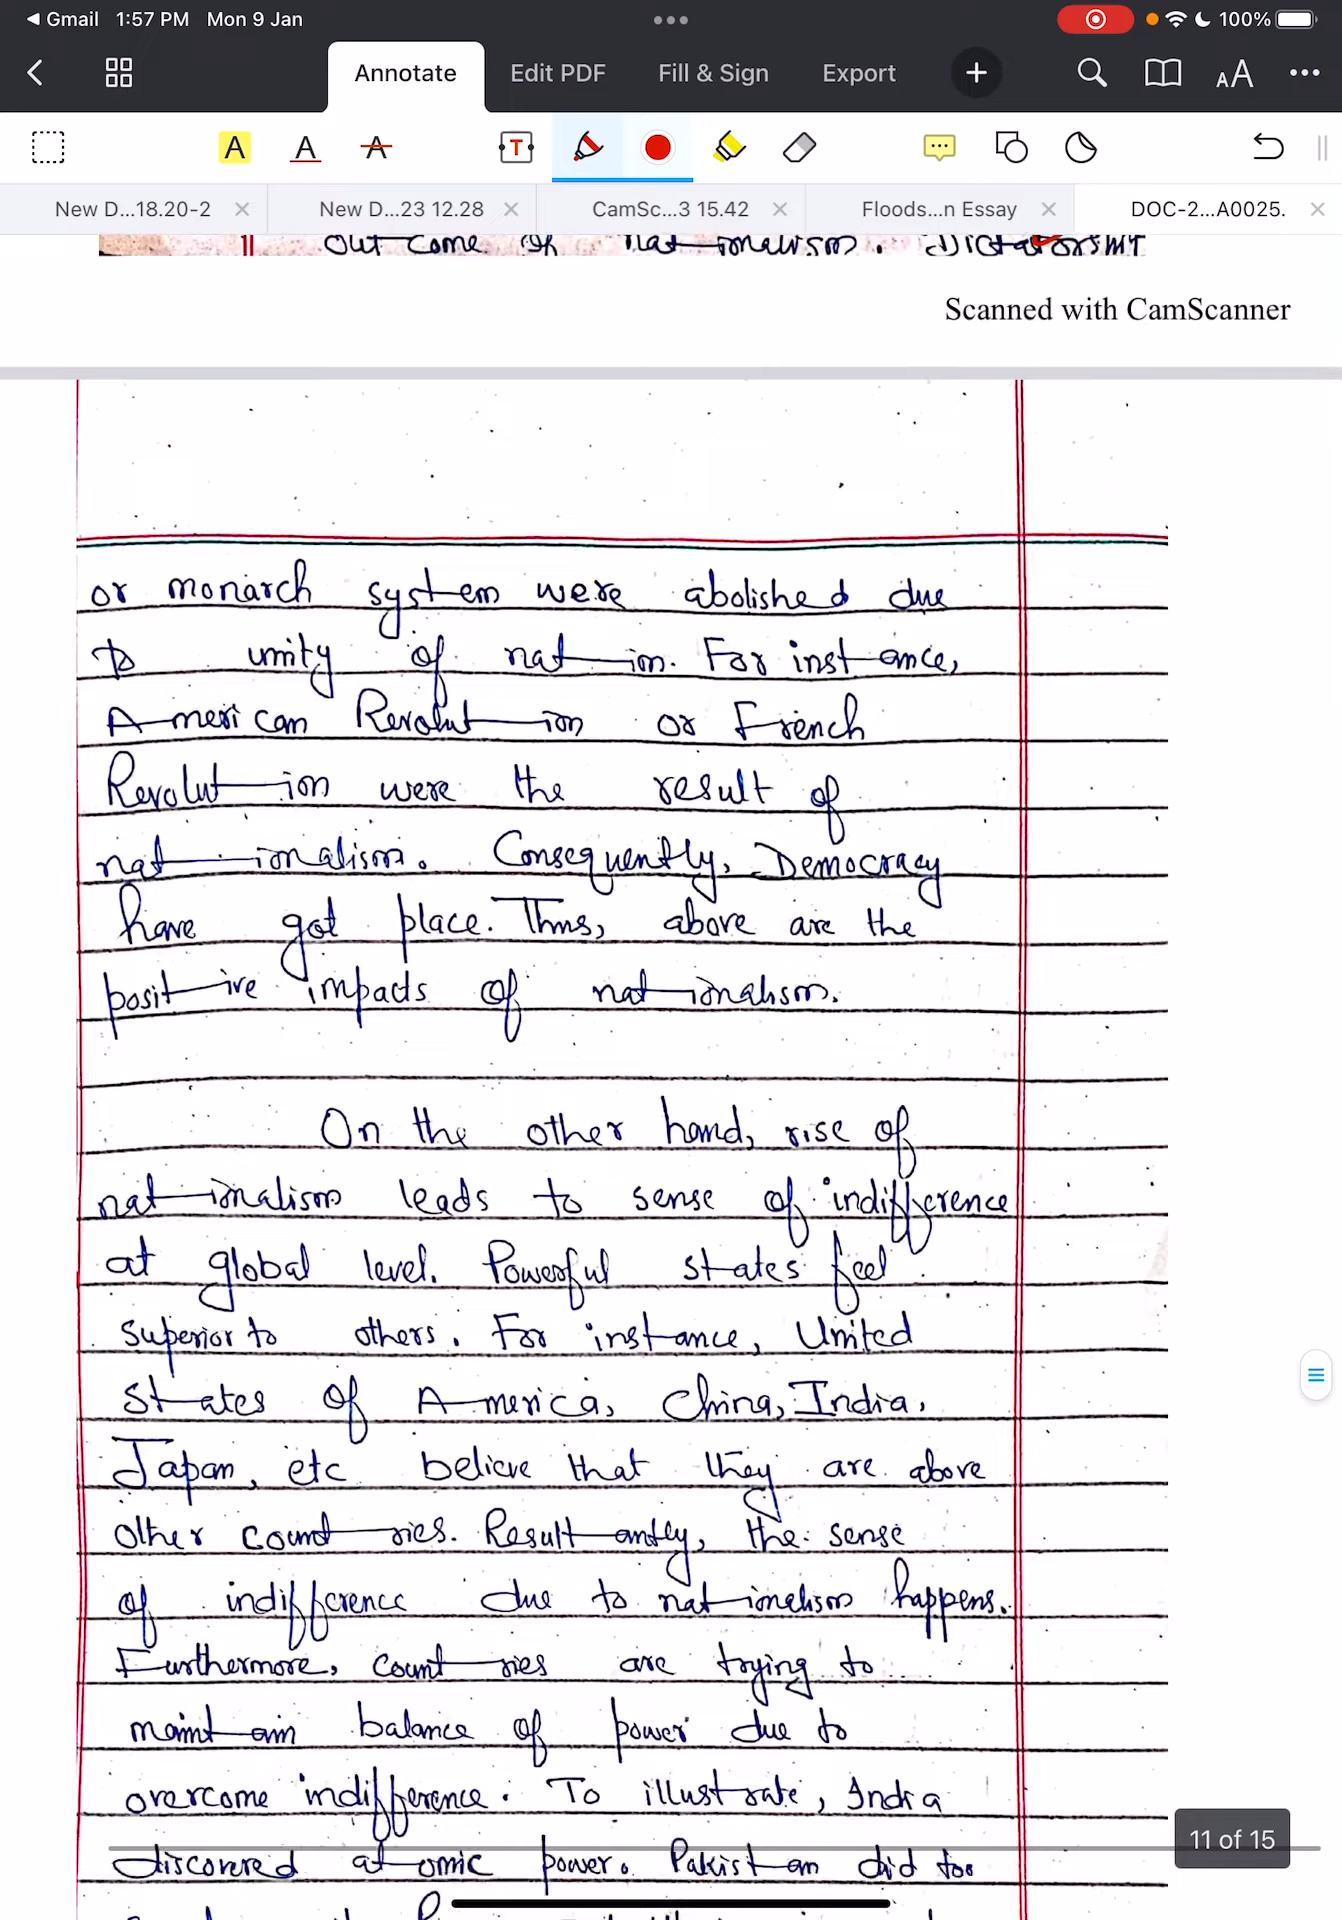 Gmail 1:57 PM Mon 9 Jan 100%
Annotate Edit PDF Fill & Sign Export
A A A T AA
New D...18.20-2 New D...23 12.28 CamSc...3 15.42 Floods...n Essay DOC-2...A0025.
out come of nationalism. Dictatorship
Scanned with CamScanner
or monarch system were abolished due
to unity of nation. For instance,
American Revolution or French
Revolution were the result of
nationalism. Consequently, Democracy
have got place. Thus, above are the
positive impacts of nationalism.
On the other hand, rise of
nationalism leads to sense of indifference
at global level. Powerful states feel
superior to others. For instance, United
States of America, China, India,
Japan, etc believe that they are above
other countries. Resultantly, the sense
of indifference due to nationalism happens.
Furthermore, countries are trying to
maintain balance of power due to
overcome indifference. To illustrate, India
discovered atomic power. Pakistan did too
11 of 15